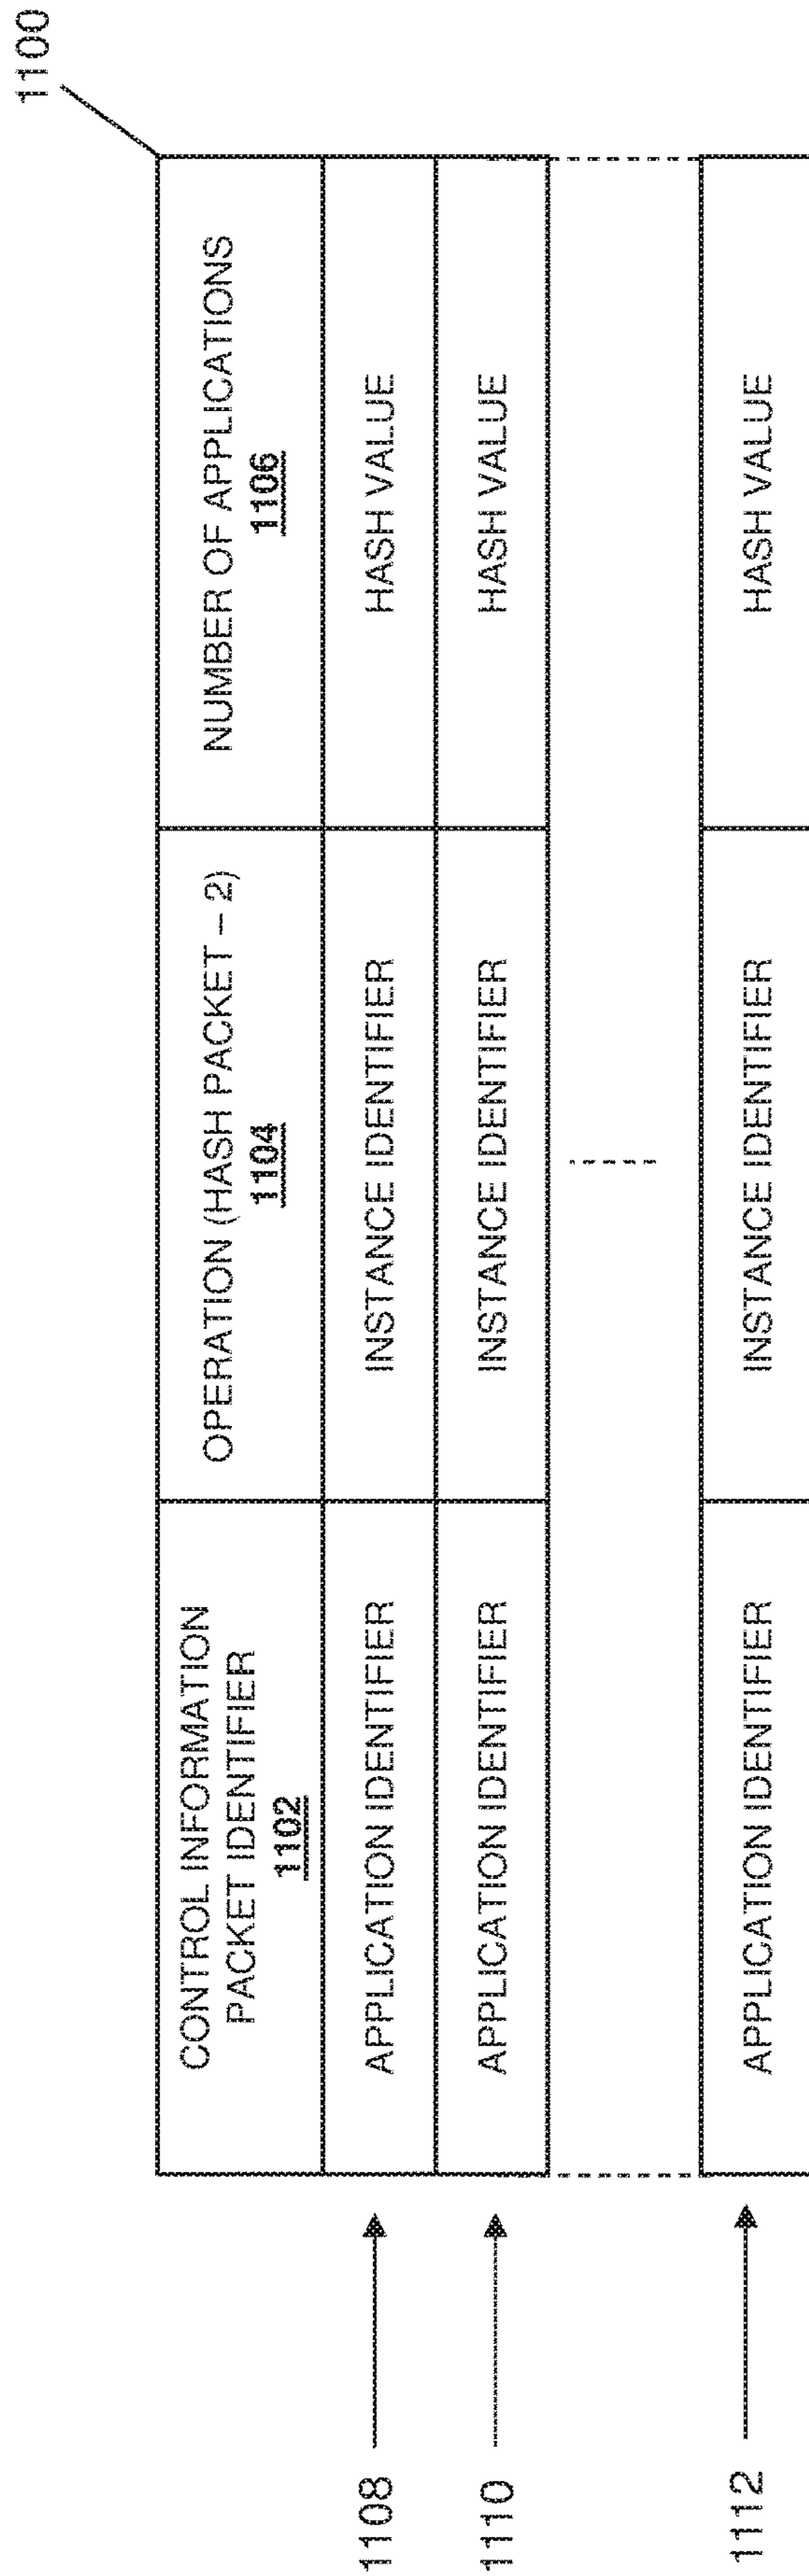 1100
CONTROL INFORMATION
PACKET IDENTIFIER
1102
OPERATION (HASH PACKET – 2)
1104
NUMBER OF APPLICATIONS
1106
1108
APPLICATION IDENTIFIER
INSTANCE IDENTIFIER
HASH VALUE
1110
APPLICATION IDENTIFIER
INSTANCE IDENTIFIER
HASH VALUE
1112
APPLICATION IDENTIFIER
INSTANCE IDENTIFIER
HASH VALUE